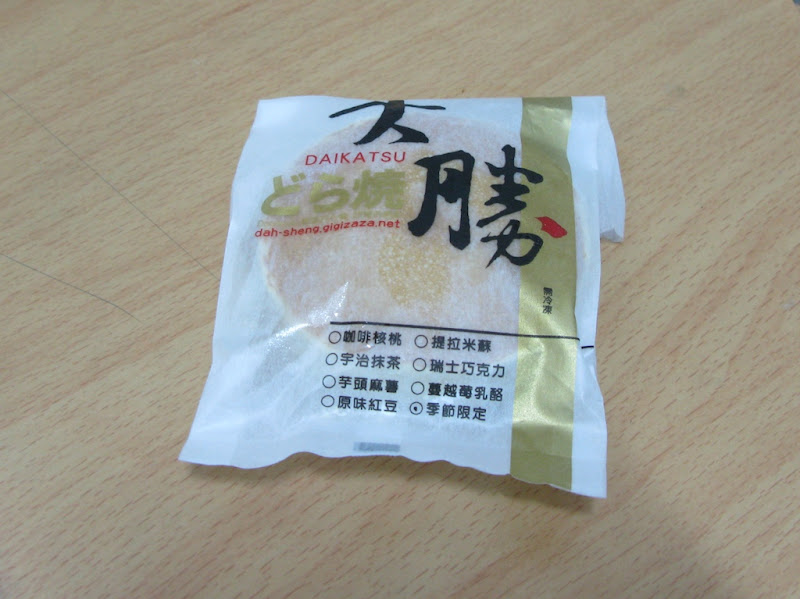 大勝
DAIKATSU
どら焼
dah-sheng.gigizaza.net
需冷凍
咖啡核桃
提拉米蘇
宇治抹茶
瑞士巧克力
芋頭麻薯
蔓越莓乳酪
原味紅豆
季節限定